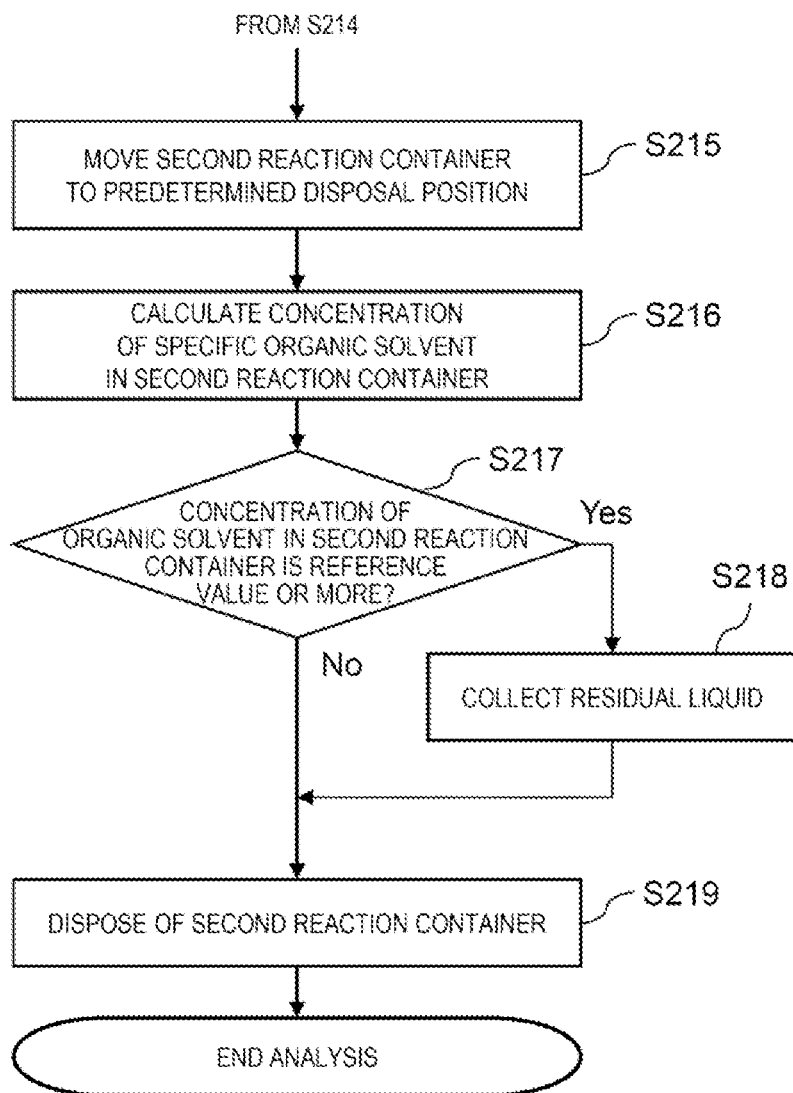 FROM S214
MOVE SECOND REACTION CONTAINER
TO PREDETERMINED DISPOSAL POSITION
S215
CALCULATE CONCENTRATION
OF SPECIFIC ORGANIC SOLVENT
IN SECOND REACTION CONTAINER
S216
S217
CONCENTRATION OF
ORGANIC SOLVENT IN SECOND REACTION
CONTAINER IS REFERENCE
VALUE OR MORE?
Yes
No
S218
COLLECT RESIDUAL LIQUID
DISPOSE OF SECOND REACTION CONTAINER
S219
END ANALYSIS